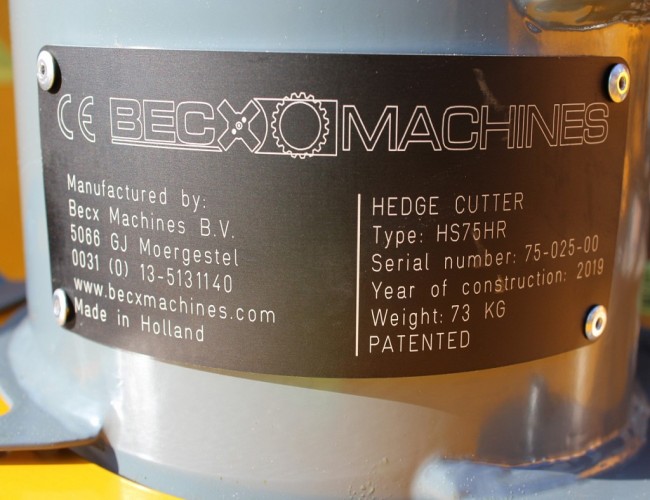 CE BECX MACHINES
Manufactured by:
Becx Machines B.V.
5066 GJ Moergestel
0031 (0) 13-5131140
www.becxmachines.com
Made in Holland
HEDGE CUTTER
Type: HS75HR
Serial number: 75-025-00
Year of construction: 2019
Weight: 73 KG
PATENTED